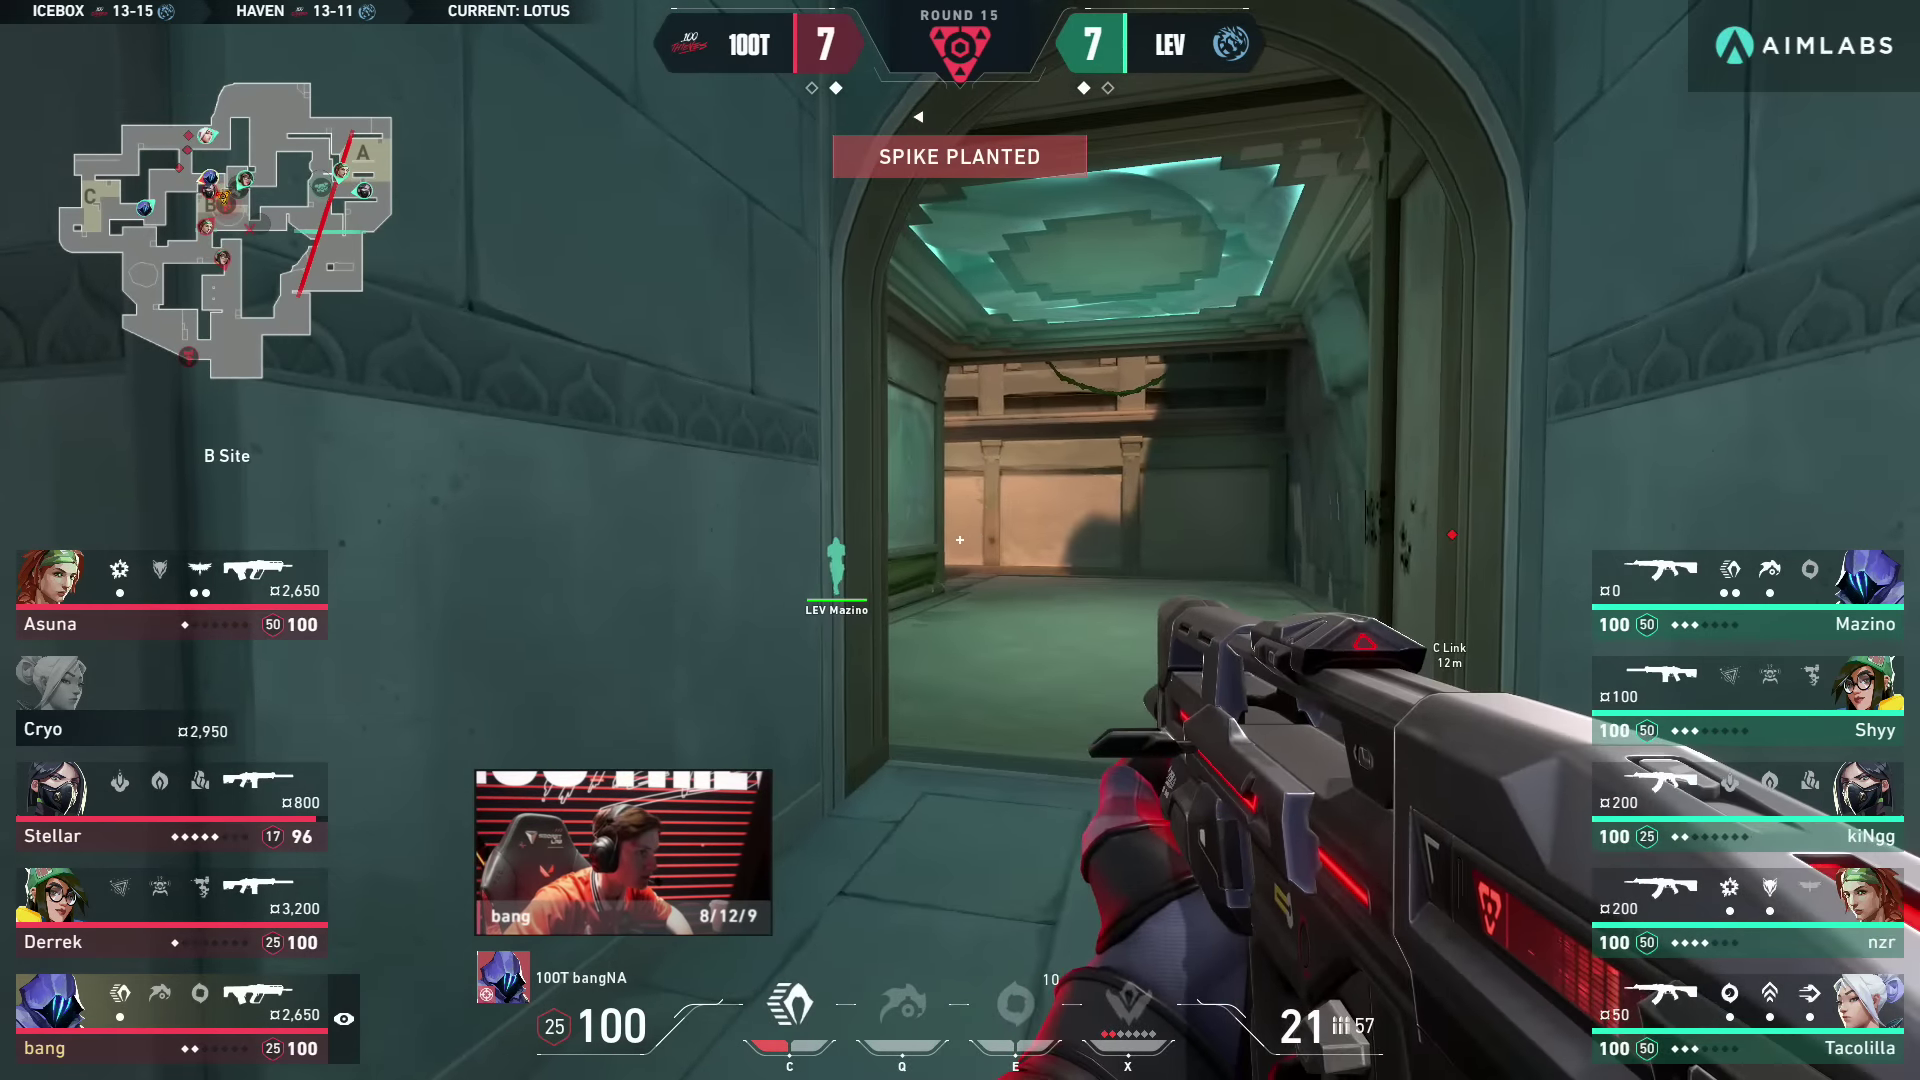 ICEBOX 13-15 HAVEN 13-11 CURRENT: LOTUS
100 THIEVES 100T 7 ROUND 15 7 LEV
AIMLABS
SPIKE PLANTED
A
C
B
B Site
LEV Mazino
C Link
12m
¤2,650
Asuna 50 100
Cryo ¤2,950
¤800
Stellar 17 96
¤3,200
Derrek 25 100
¤2,650
bang 25 100
¤0
100 50 Mazino
¤100
100 50 Shyy
¤200
100 25 kiNgg
¤200
100 50 nzr
¤50
100 50 Tacolilla
bang 8/12/9
100T bangNA
25 100
10
21 57
C Q E X